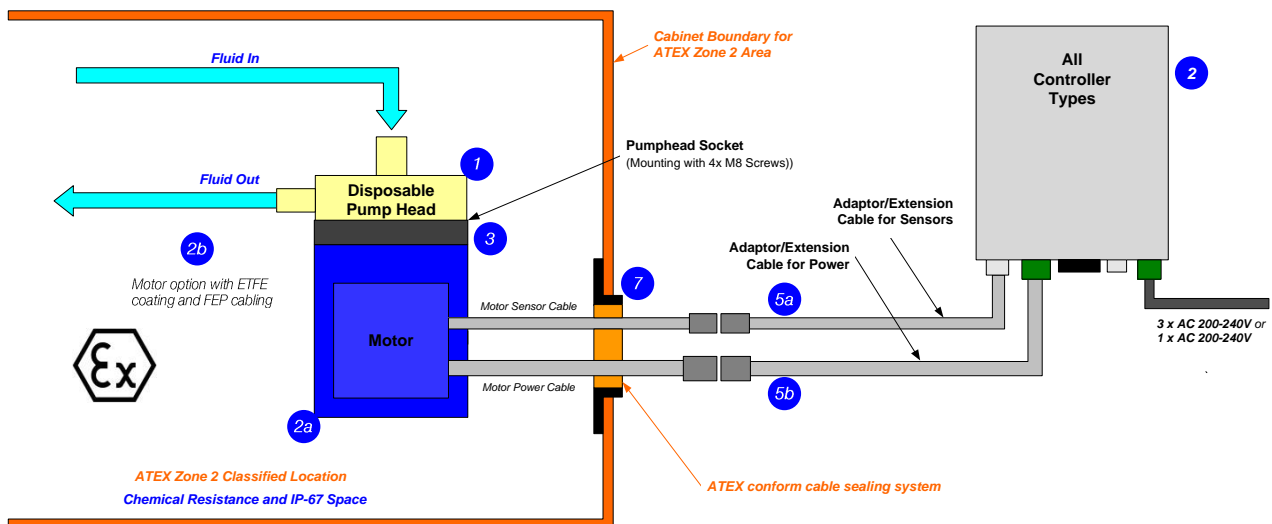 Fluid In
Cabinet Boundary for
ATEX Zone 2 Area
All
Controller
Types
2
Pumphead Socket
(Mounting with 4x M8 Screws))
1
Fluid Out
Disposable
Pump Head
3
2b
Motor option with ETFE
coating and FEP cabling
Adaptor/Extension
Cable for Sensors
Adaptor/Extension
Cable for Power
7
5a
Motor Sensor Cable
Motor
3 x AC 200-240V or
1 x AC 200-240V
Ex
Motor Power Cable
5b
2a
ATEX Zone 2 Classified Location
Chemical Resistance and IP-67 Space
ATEX conform cable sealing system